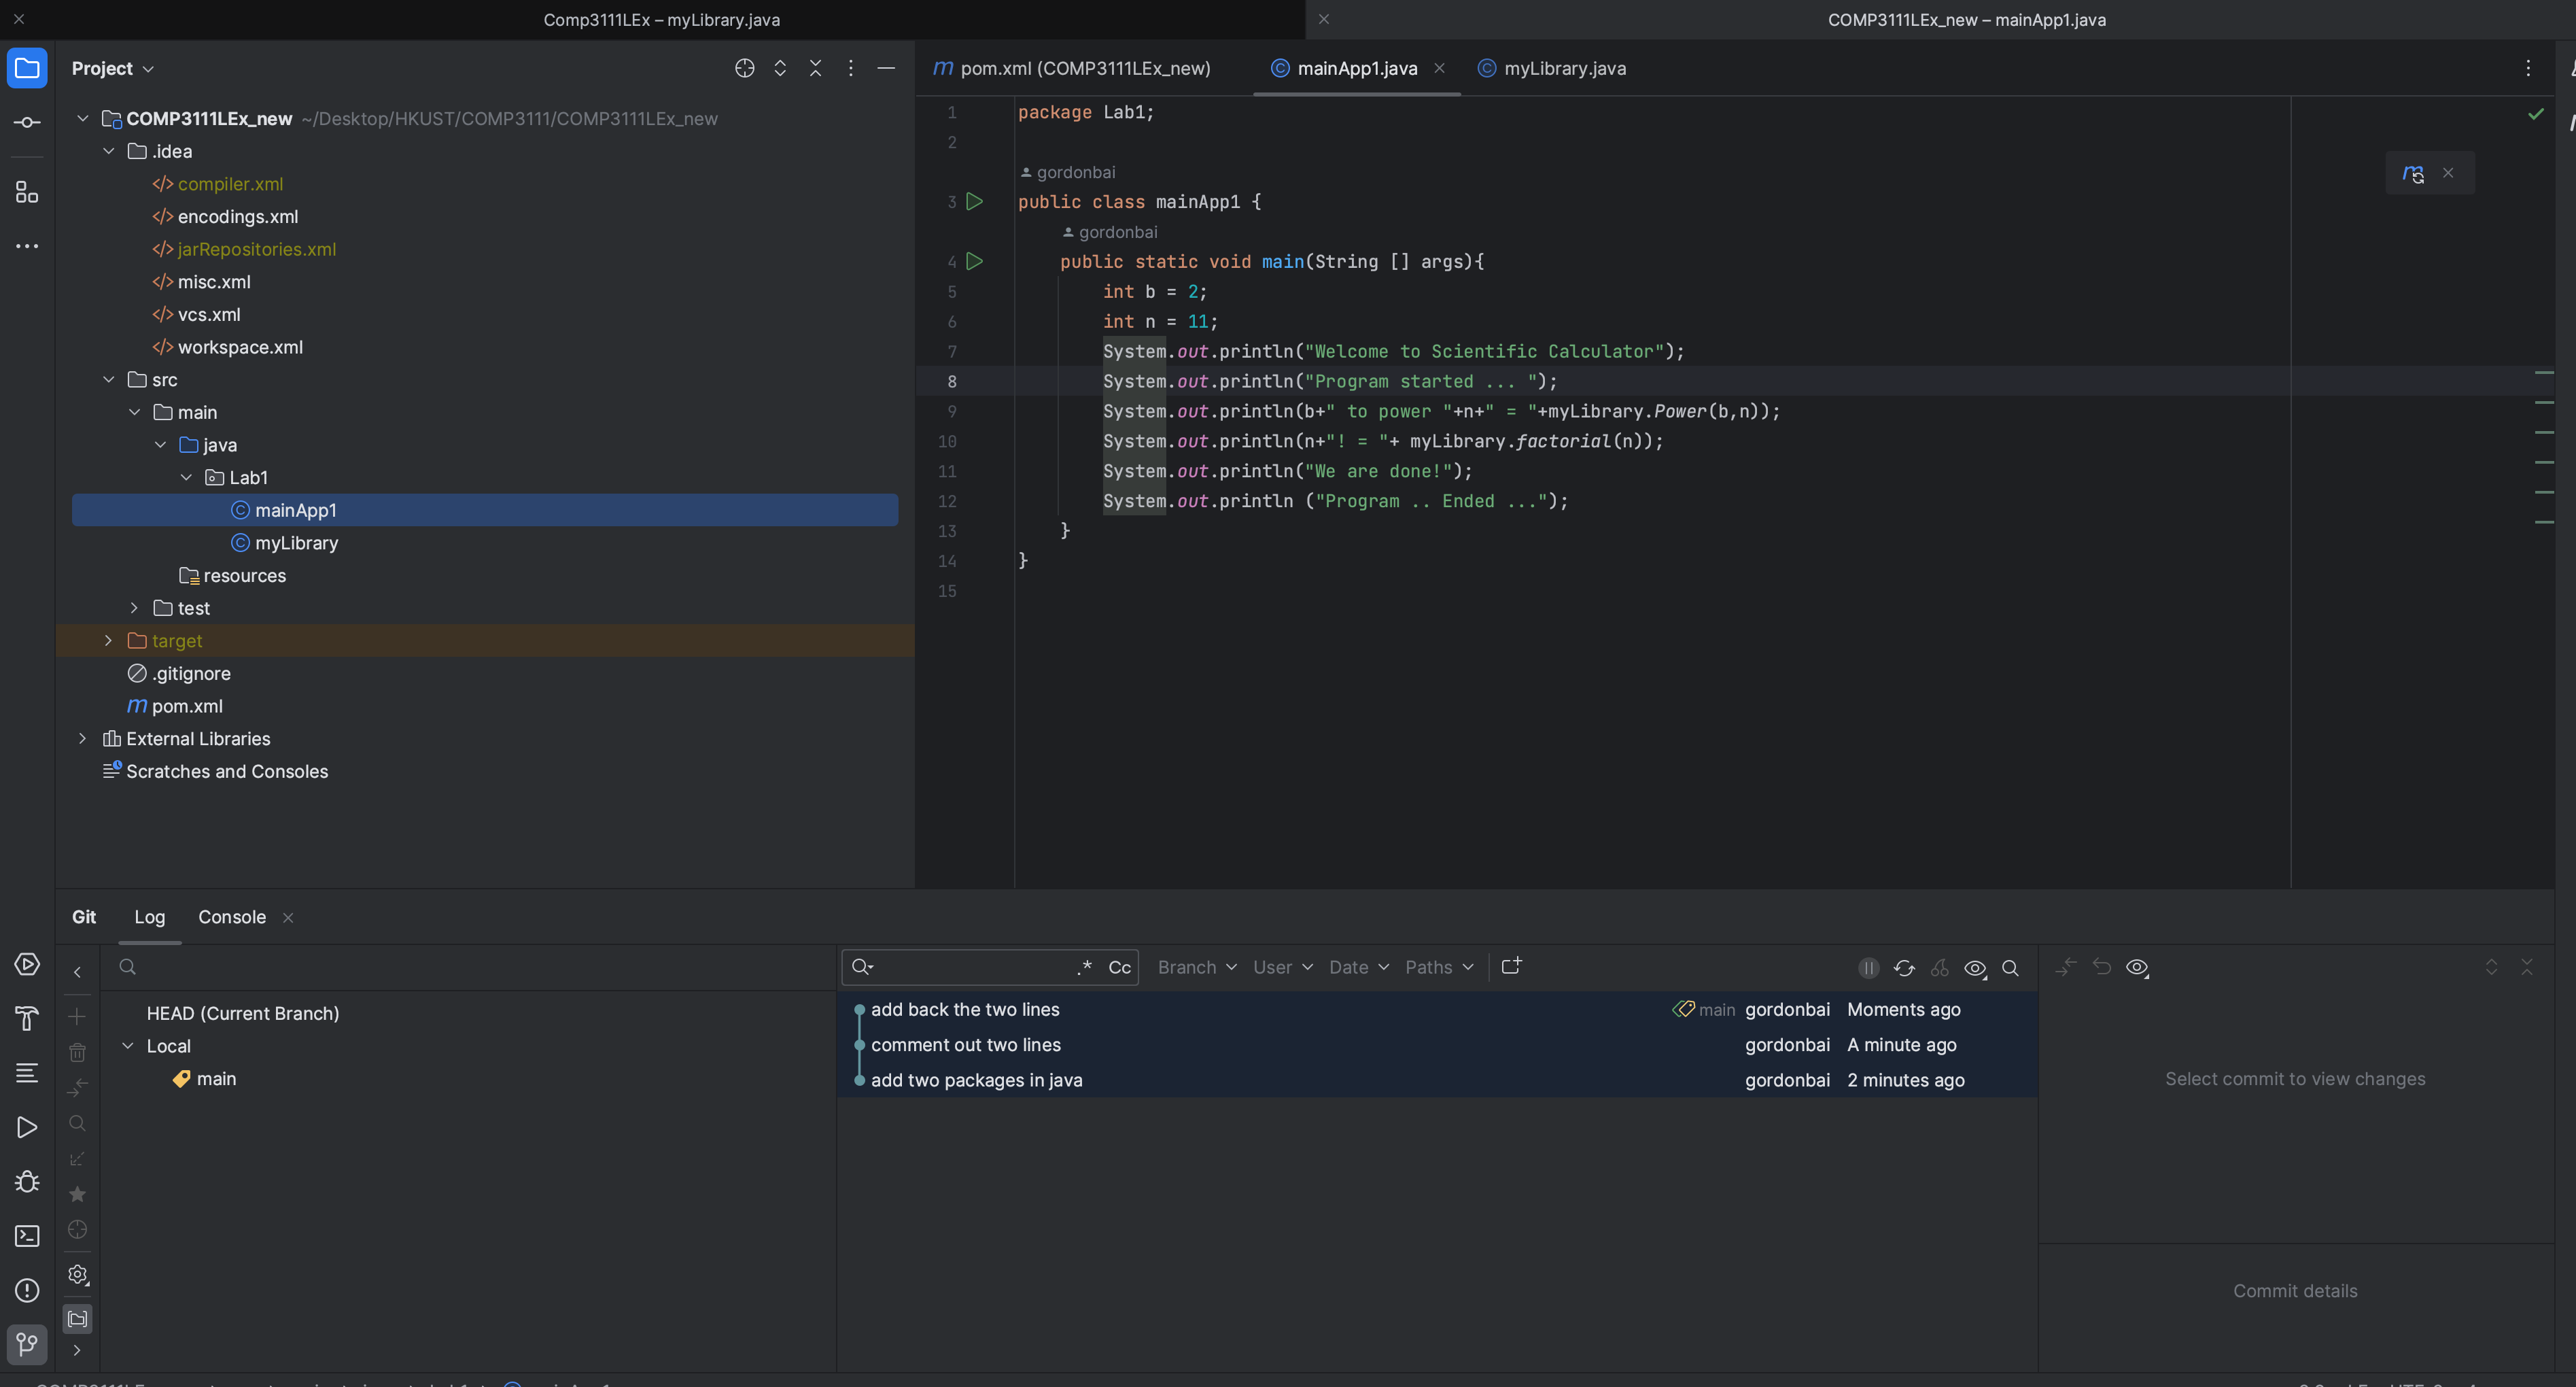 Comp3111LEx – myLibrary.java
COMP3111LEx_new – mainApp1.java
Project
COMP3111LEx_new ~/Desktop/HKUST/COMP3111/COMP3111LEx_new
.idea
</> compiler.xml
</> encodings.xml
</> jarRepositories.xml
</> misc.xml
</> vcs.xml
</> workspace.xml
src
main
java
Lab1
mainApp1
myLibrary
resources
test
target
.gitignore
m pom.xml
External Libraries
Scratches and Consoles
m pom.xml (COMP3111LEx_new)
mainApp1.java
myLibrary.java
1 package Lab1;
2
gordonbai
3 public class mainApp1 {
gordonbai
4 public static void main(String [] args){
5 int b = 2;
6 int n = 11;
7 System.out.println("Welcome to Scientific Calculator");
8 System.out.println("Program started ... ");
9 System.out.println(b+" to power "+n+" = "+myLibrary.Power(b,n));
10 System.out.println(n+"! = "+ myLibrary.factorial(n));
11 System.out.println("We are done!");
12 System.out.println ("Program .. Ended ...");
13 }
14 }
15
Git
Log
Console
HEAD (Current Branch)
Local
main
.* Cc
Branch
User
Date
Paths
add back the two lines main gordonbai Moments ago
comment out two lines gordonbai A minute ago
add two packages in java gordonbai 2 minutes ago
Select commit to view changes
Commit details